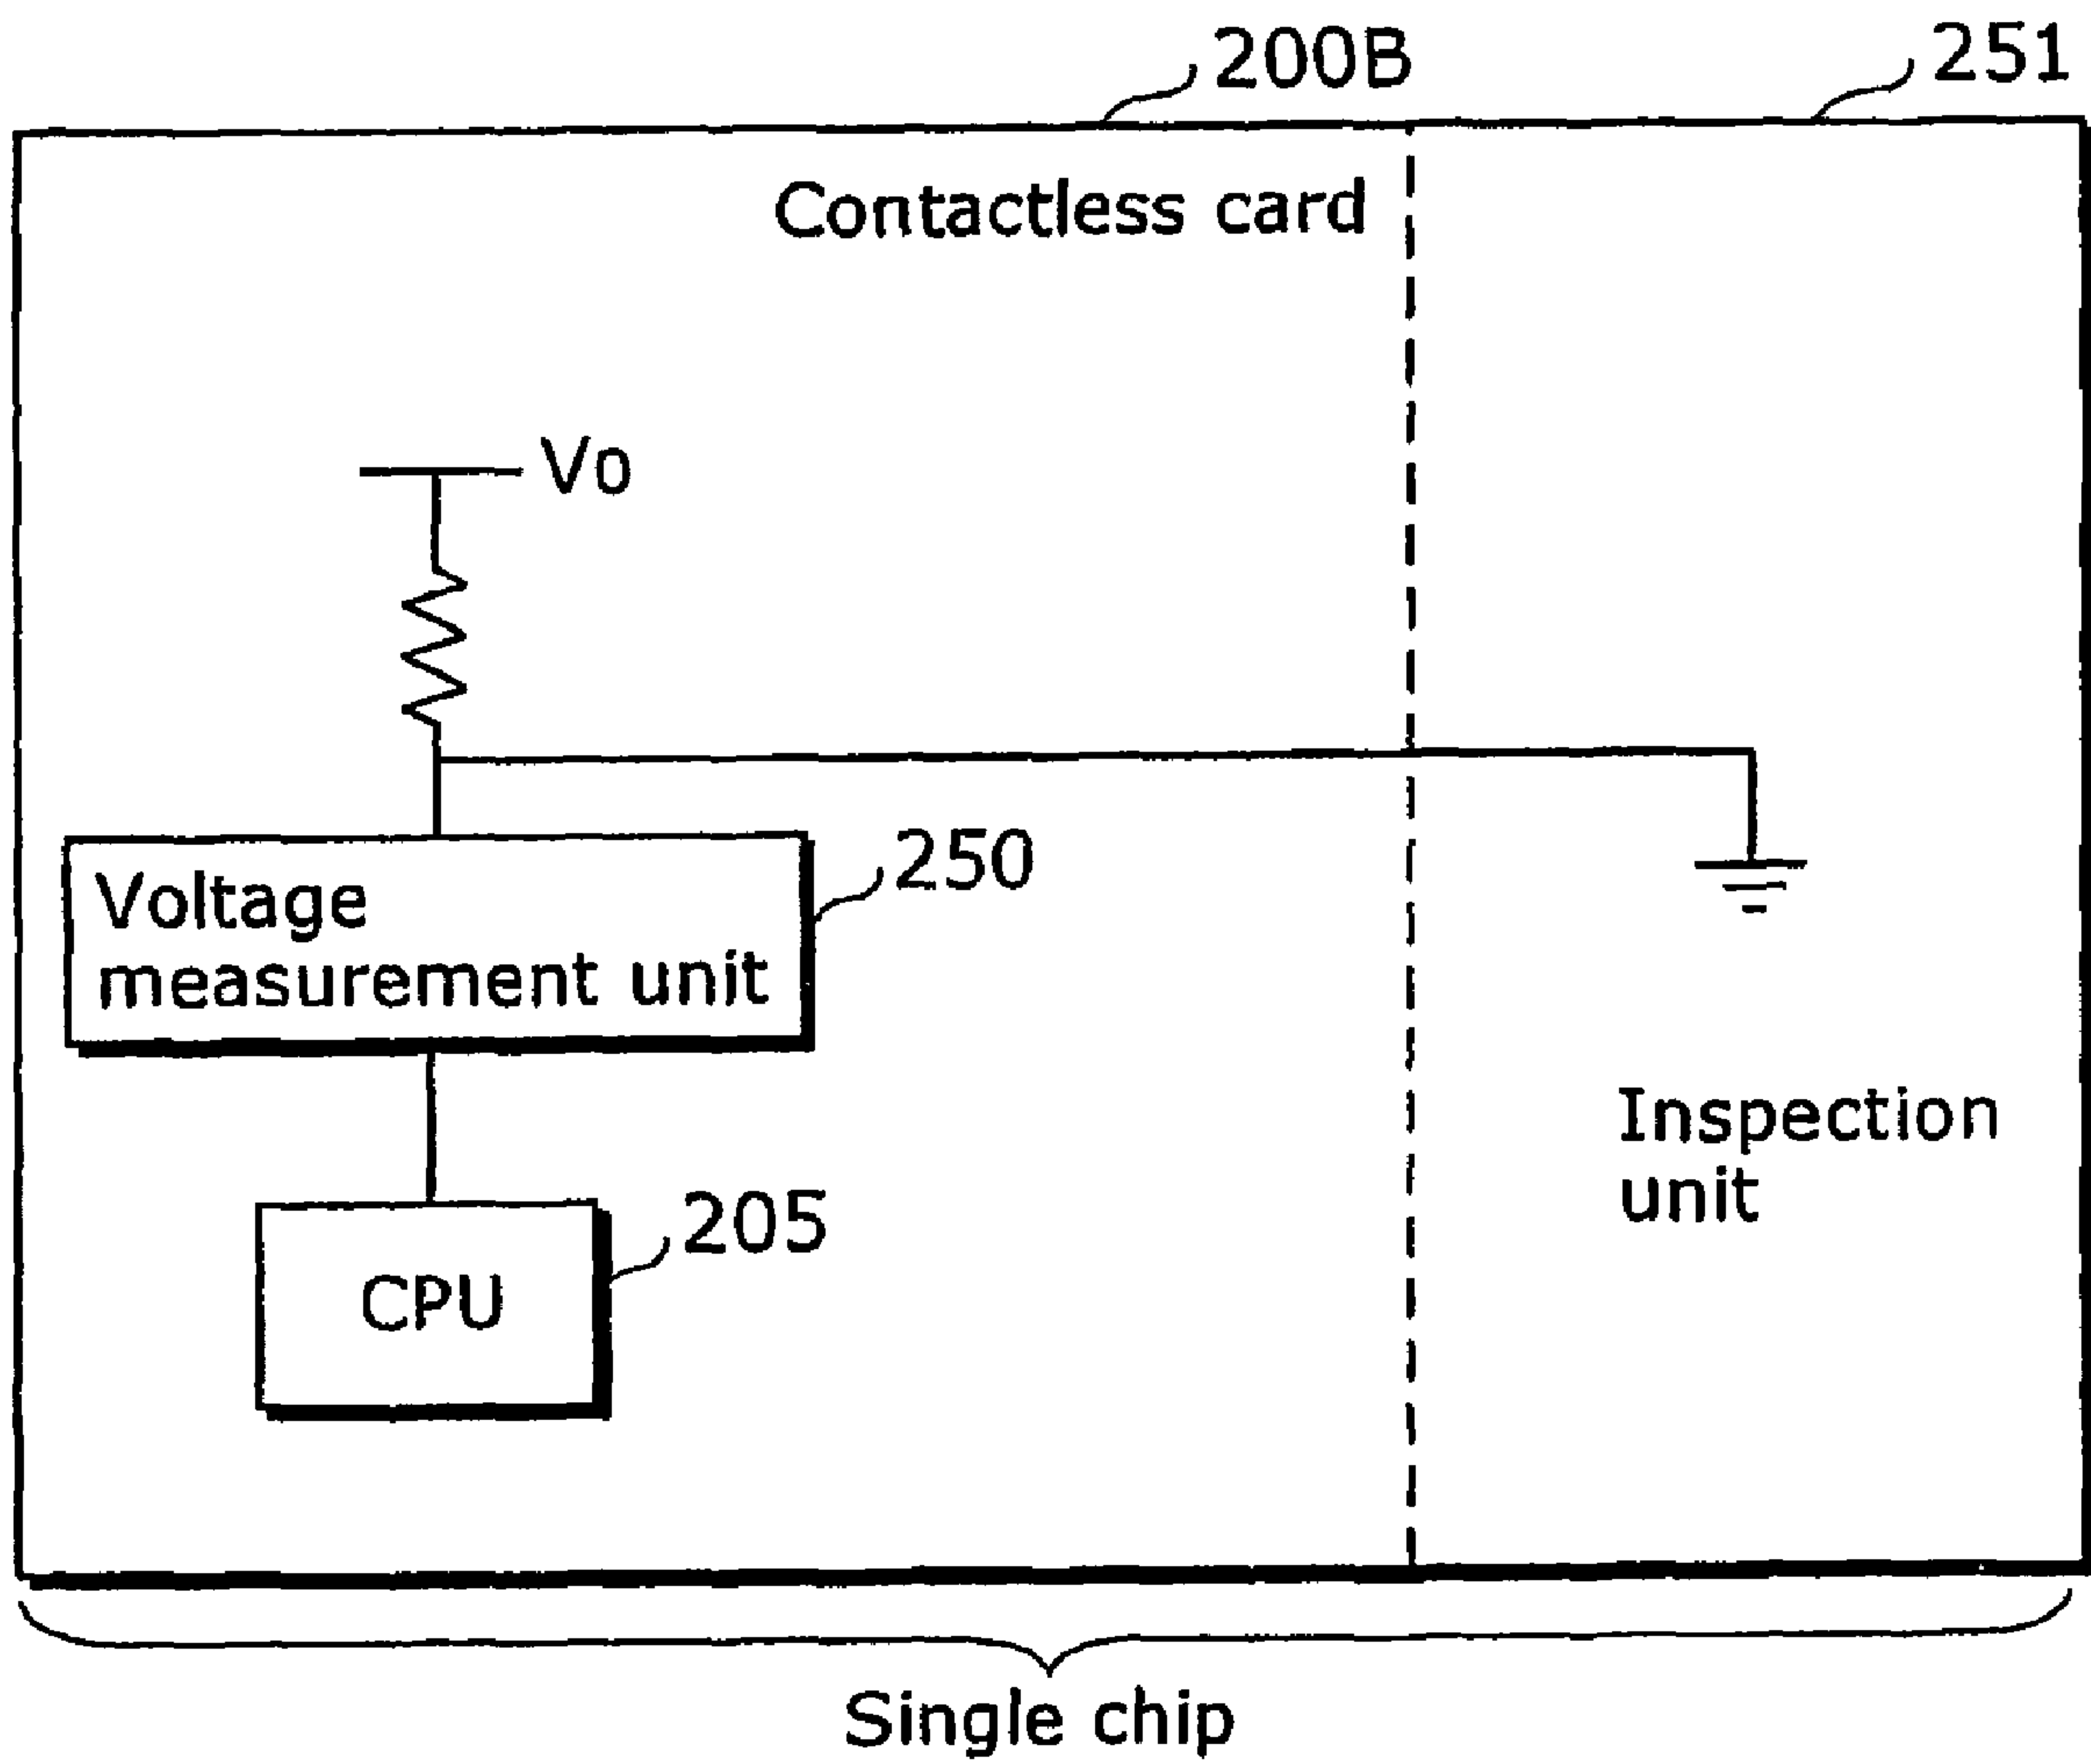 200B
251
Contactless card
Vo
250
Voltage
measurement unit
Inspection
unit
205
CPU
Single chip